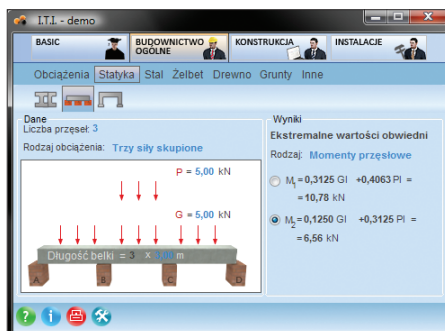 I.T.I. - demo
BASIC
BUDOWNICTWO OGÓLNE
KONSTRUKCJA
INSTALACJE
Obciążenia Statyka Stal Żelbet Drewno Grunty Inne
Dane
Liczba przęseł: 3
Rodzaj obciążenia: Trzy siły skupione
P = 5,00 kN
G = 5,00 kN
Długość belki = 3 x 3,00 m
A B C D
Wyniki
Ekstremalne wartości obwiedni
Rodzaj: Momenty przęsłowe
M1 = 0,3125 Gl +0,4063 Pl =
= 10,78 kN
M2 = 0,1250 Gl +0,3125 Pl =
= 6,56 kN